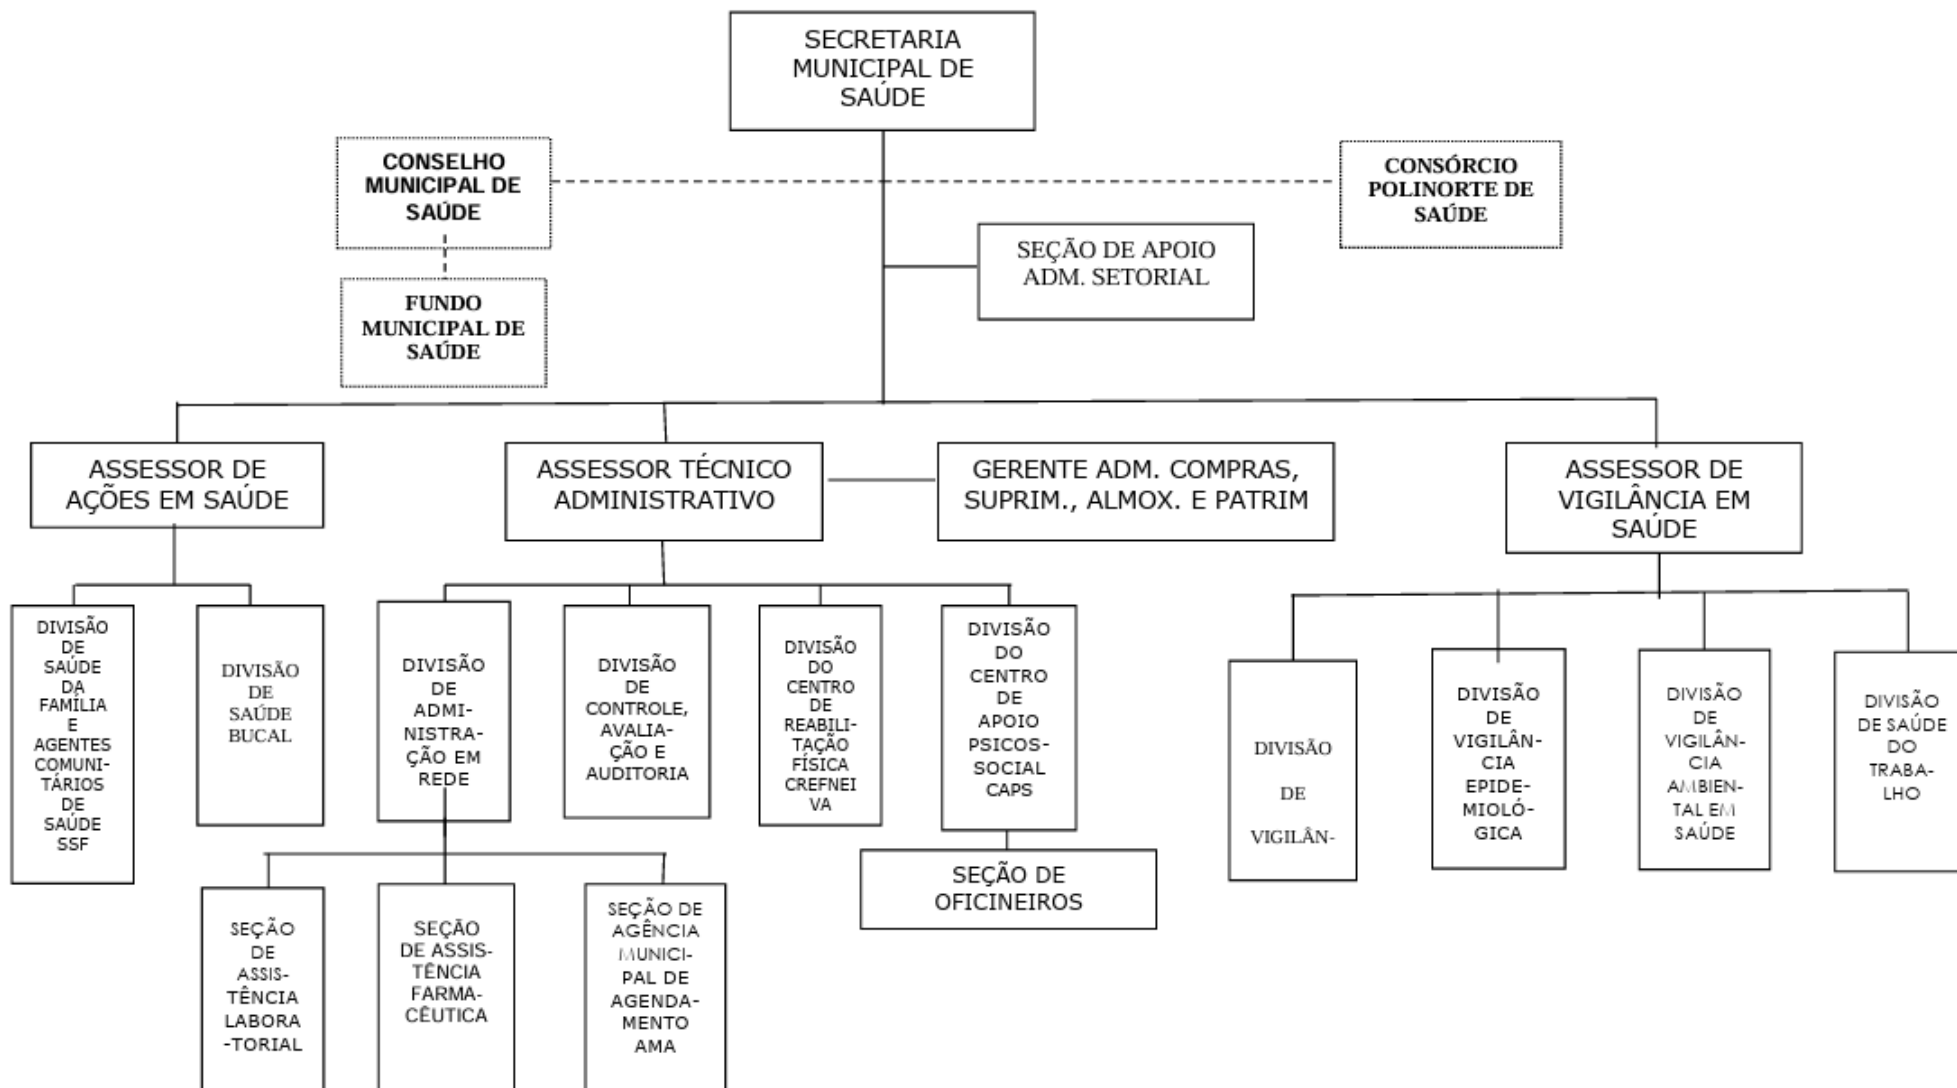 SECRETARIA
MUNICIPAL DE
SAÚDE
CONSELHO
MUNICIPAL DE
SAÚDE
CONSÓRCIO
POLINORTE DE
SAÚDE
SEÇÃO DE APOIO
ADM. SETORIAL
FUNDO
MUNICIPAL DE
SAÚDE
ASSESSOR DE
AÇÕES EM SAÚDE
ASSESSOR TÉCNICO
ADMINISTRATIVO
GERENTE ADM. COMPRAS,
SUPRIM., ALMOX. E PATRIM
ASSESSOR DE
VIGILÂNCIA EM
SAÚDE
DIVISÃO
DE
SAÚDE
DA
FAMÍLIA
E
AGENTES
COMUNI-
TÁRIOS
DE
SAÚDE
SSF
DIVISÃO
DE
SAÚDE
BUCAL
DIVISÃO
DE
ADMI-
NISTRA-
ÇÃO EM
REDE
DIVISÃO
DE
CONTROLE,
AVALIA-
ÇÃO E
AUDITORIA
DIVISÃO
DO
CENTRO
DE
REABILI-
TAÇÃO
FÍSICA
CREFNEI
VA
DIVISÃO
DO
CENTRO
DE
APOIO
PSICOS-
SOCIAL
CAPS
DIVISÃO
DE
VIGILÂN-
DIVISÃO
DE
VIGILÂN-
CIA
EPIDE-
MIOLÓ-
GICA
DIVISÃO
DE
VIGILÂN-
CIA
AMBIEN-
TAL EM
SAÚDE
DIVISÃO
DE SAÚDE
DO
TRABA-
LHO
SEÇÃO
DE
ASSIS-
TÊNCIA
LABORA
-TORIAL
SEÇÃO
DE ASSIS-
TÊNCIA
FARMA-
CÊUTICA
SEÇÃO DE
AGÊNCIA
MUNICI-
PAL DE
AGENDA-
MENTO
AMA
SEÇÃO DE
OFICINEIROS